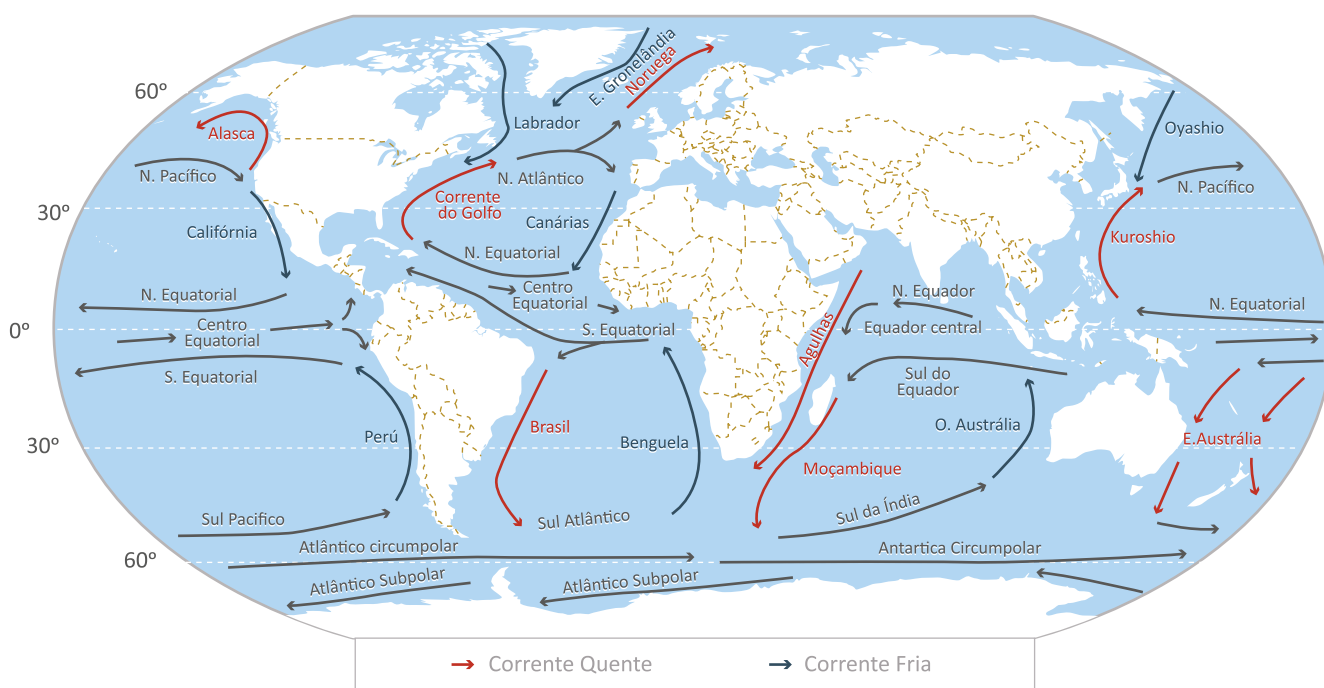 60º
30º
0º
30º
60º
Alasca
N. Pacífico
Califórnia
N. Equatorial
Centro
Equatorial
S. Equatorial
Perú
Sul Pacifico
Labrador
E. Gronelândia
Noruega
N. Atlântico
Corrente
do Golfo
Canárias
N. Equatorial
Centro
Equatorial
S. Equatorial
Brasil
Benguela
Sul Atlântico
Atlântico circumpolar
Atlântico Subpolar
Atlântico Subpolar
Agulhas
N. Equador
Equador central
Sul do
Equador
O. Austrália
Moçambique
Sul da Índia
Antartica Circumpolar
Oyashio
N. Pacífico
Kuroshio
N. Equatorial
E.Austrália
Corrente Quente
Corrente Fria